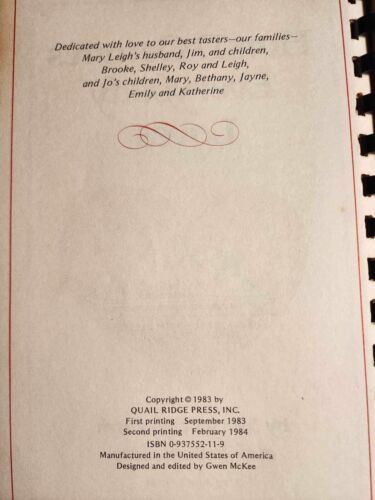 Dedicated with love to our best tasters—our families—
Mary Leigh's husband, Jim, and children,
Brooke, Shelley, Roy and Leigh,
and Jo's children, Mary, Bethany, Jayne,
Emily and Katherine
Copyright © 1983 by
QUAIL RIDGE PRESS, INC.
First printing September 1983
Second printing February 1984
ISBN 0-937552-11-9
Manufactured in the United States of America
Designed and edited by Gwen McKee